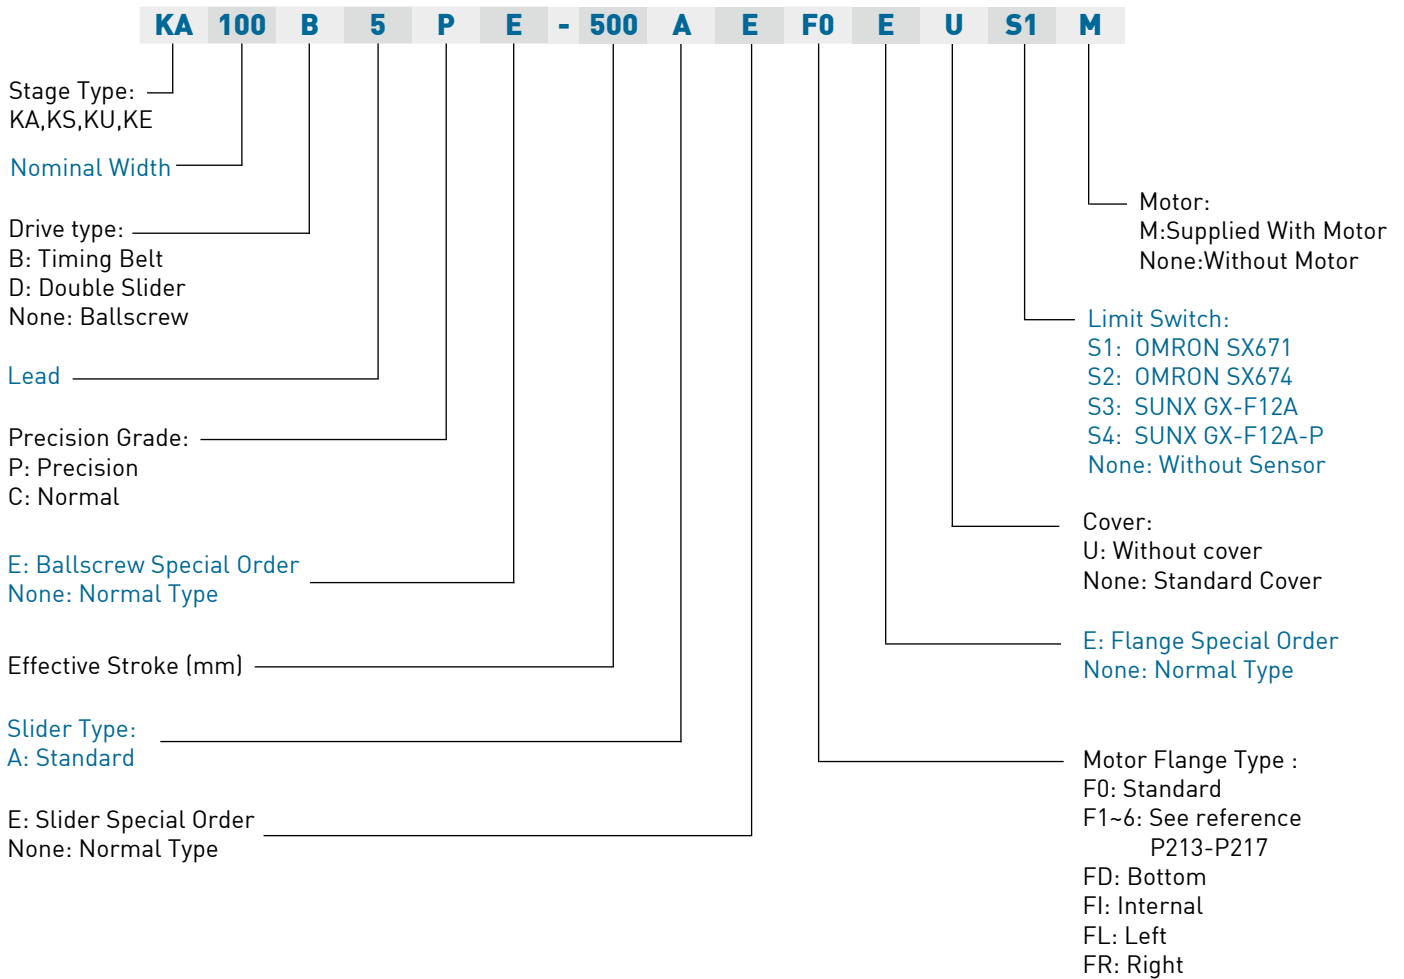 KA 100 B 5 P E - 500 A E F0 E U S1 M
Stage Type:
KA,KS,KU,KE
Nominal Width
Drive type:
B: Timing Belt
D: Double Slider
None: Ballscrew
Lead
Precision Grade:
P: Precision
C: Normal
E: Ballscrew Special Order
None: Normal Type
Effective Stroke (mm)
Slider Type:
A: Standard
E: Slider Special Order
None: Normal Type
Motor:
M:Supplied With Motor
None:Without Motor
Limit Switch:
S1: OMRON SX671
S2: OMRON SX674
S3: SUNX GX-F12A
S4: SUNX GX-F12A-P
None: Without Sensor
Cover:
U: Without cover
None: Standard Cover
E: Flange Special Order
None: Normal Type
Motor Flange Type :
F0: Standard
F1~6: See reference
P213-P217
FD: Bottom
FI: Internal
FL: Left
FR: Right